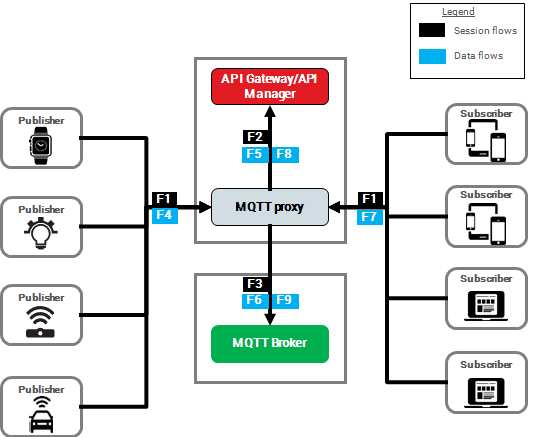 Legend
Session flows
Data flows
API Gateway/API
Manager
Publisher
Subscriber
F2
F5 F8
Publisher
Subscriber
F1
F4
MQTT proxy
F1
F7
Publisher
Subscriber
F3
F6 F9
MQTT Broker
Publisher
Subscriber